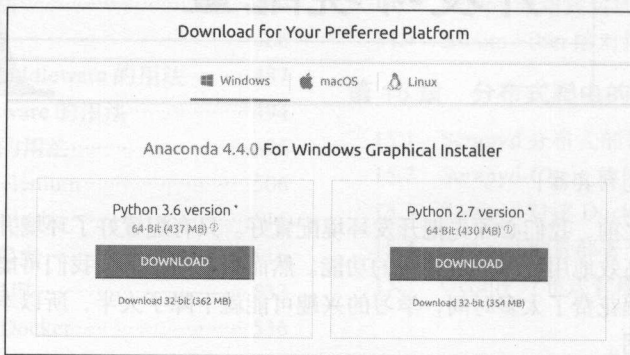 Download for Your Preferred Platform
Windows macOS Linux
Anaconda 4.4.0 For Windows Graphical Installer
Python 3.6 version *
64-Bit (437 MB) ?
DOWNLOAD
Download 32-bit (362 MB)
Python 2.7 version *
64-Bit (430 MB) ?
DOWNLOAD
Download 32-bit (354 MB)